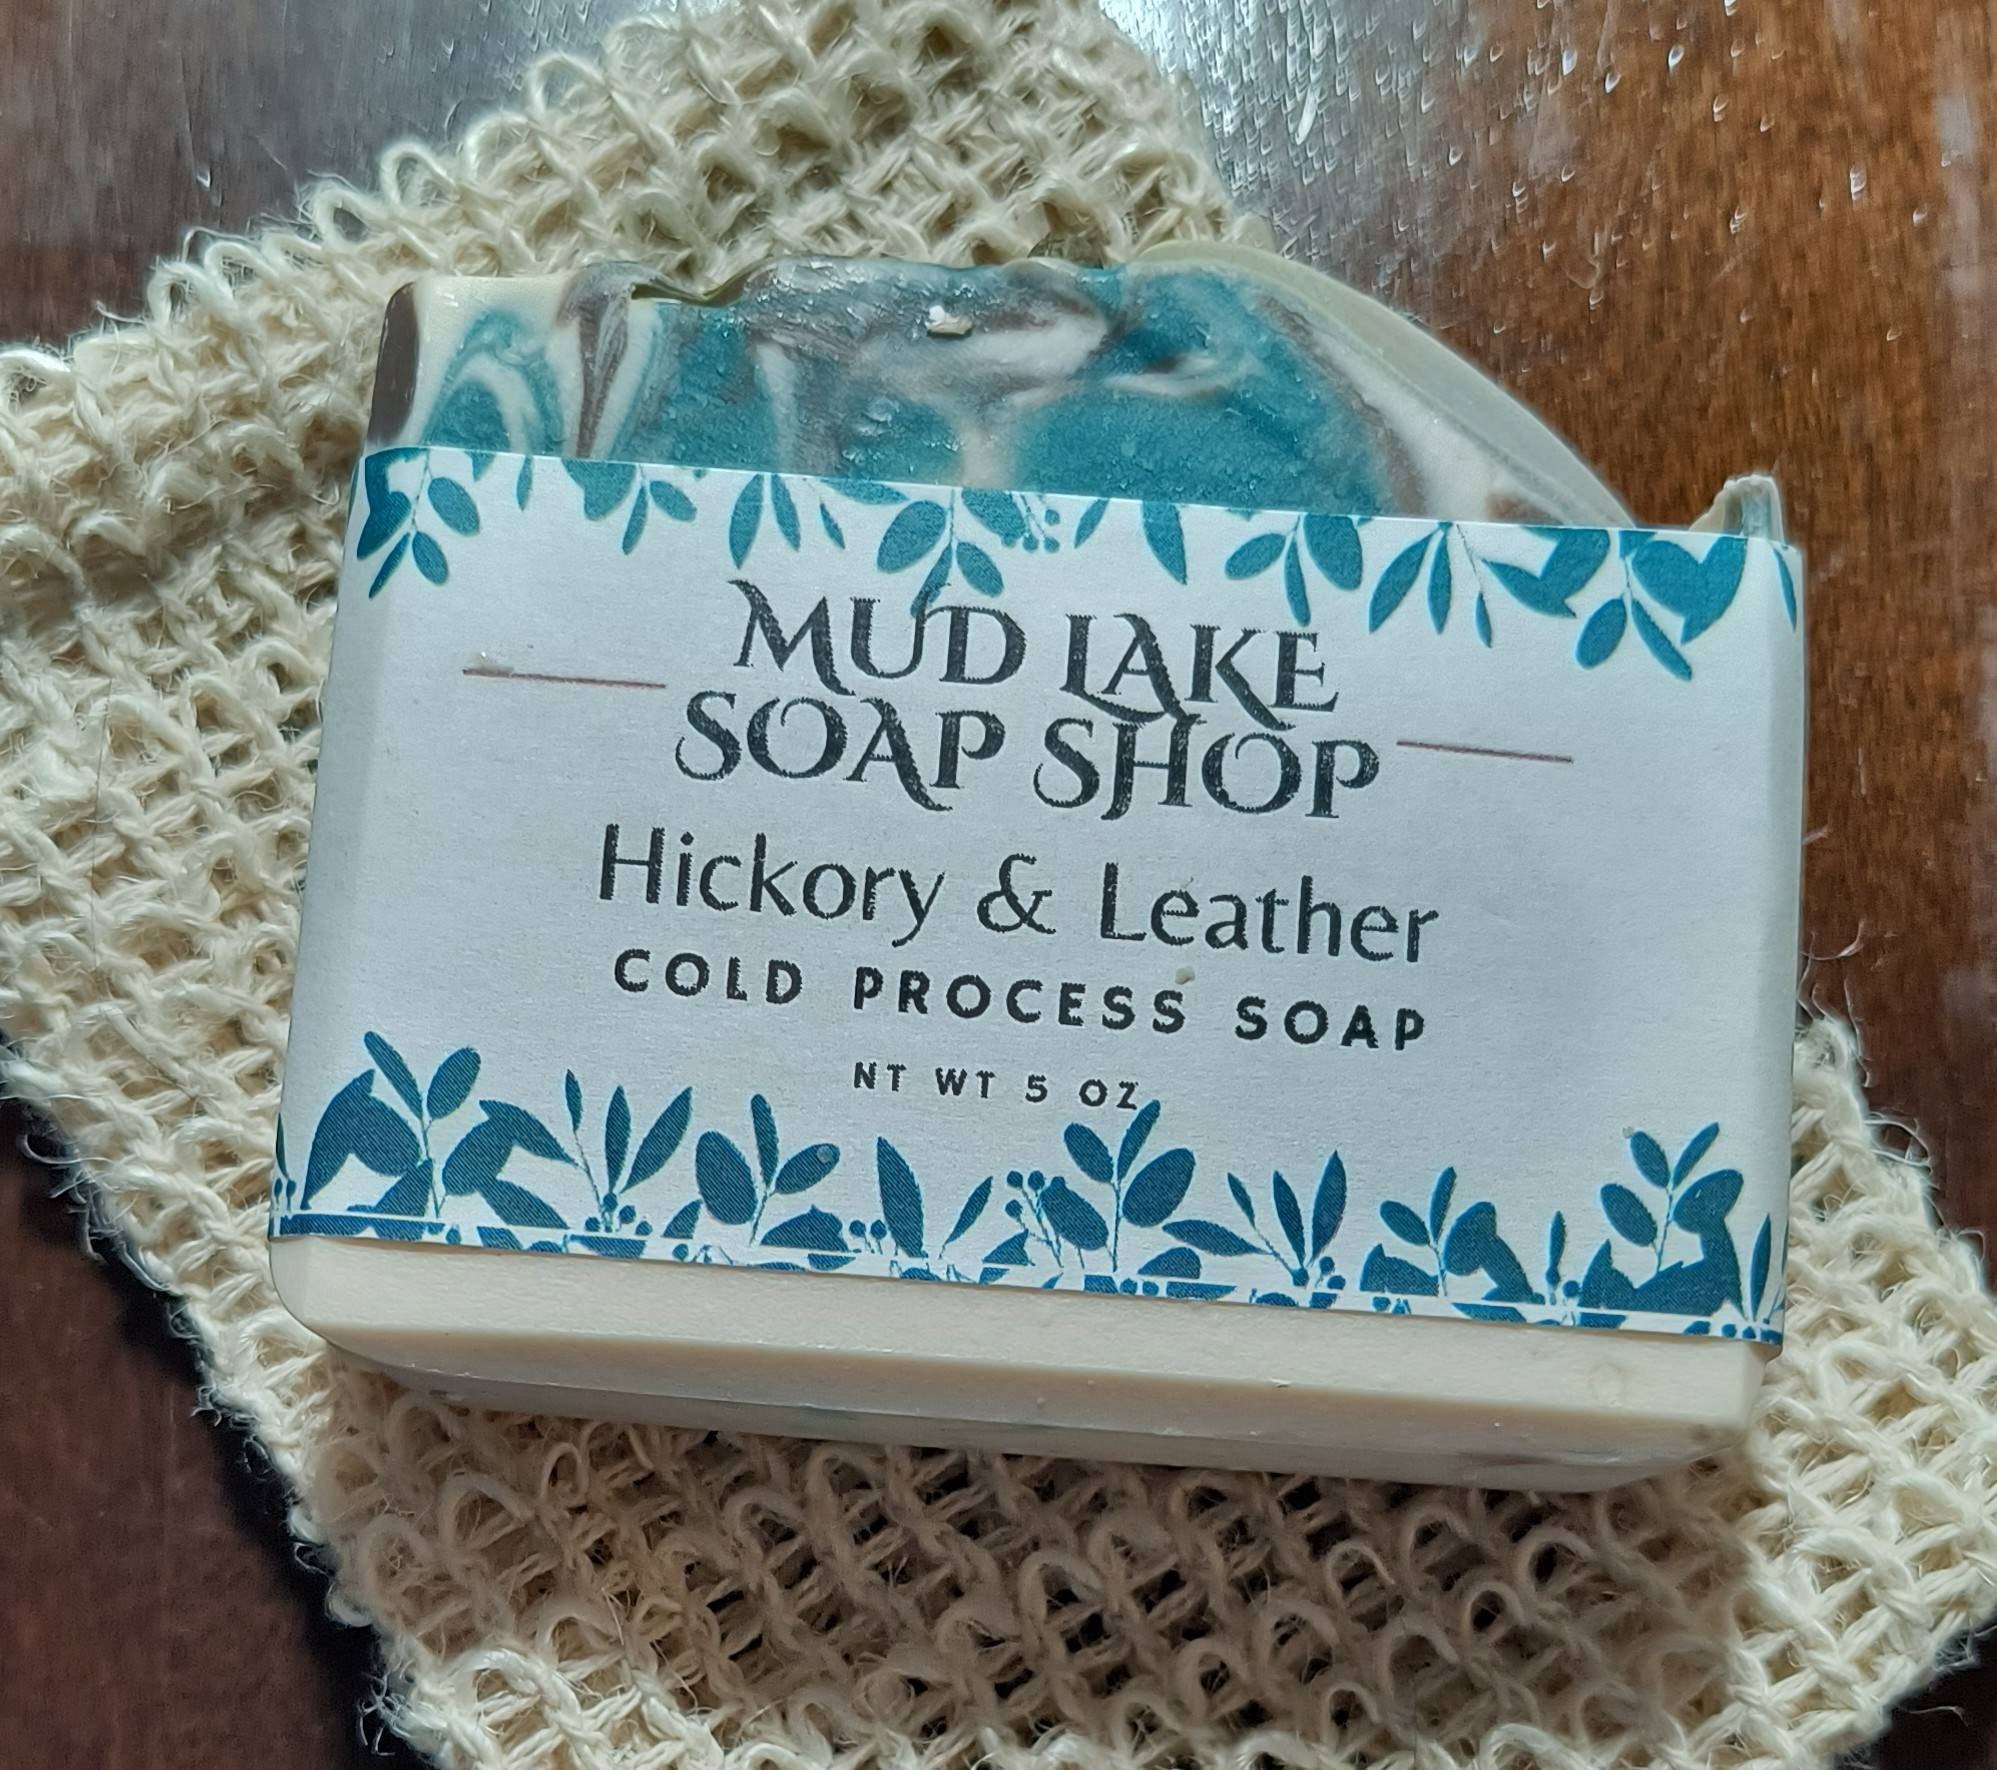 MUD LAKE
SOAP SHOP
Hickory & Leather
COLD PROCESS SOAP
NT WT 5 OZ